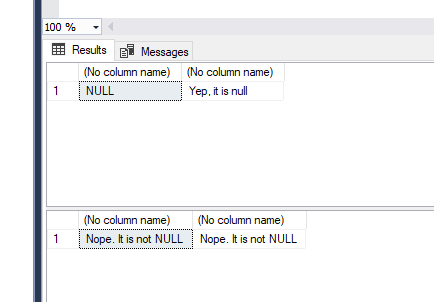 100 %
Results Messages
(No column name) (No column name)
1 NULL Yep, it is null
(No column name) (No column name)
1 Nope. It is not NULL Nope. It is not NULL